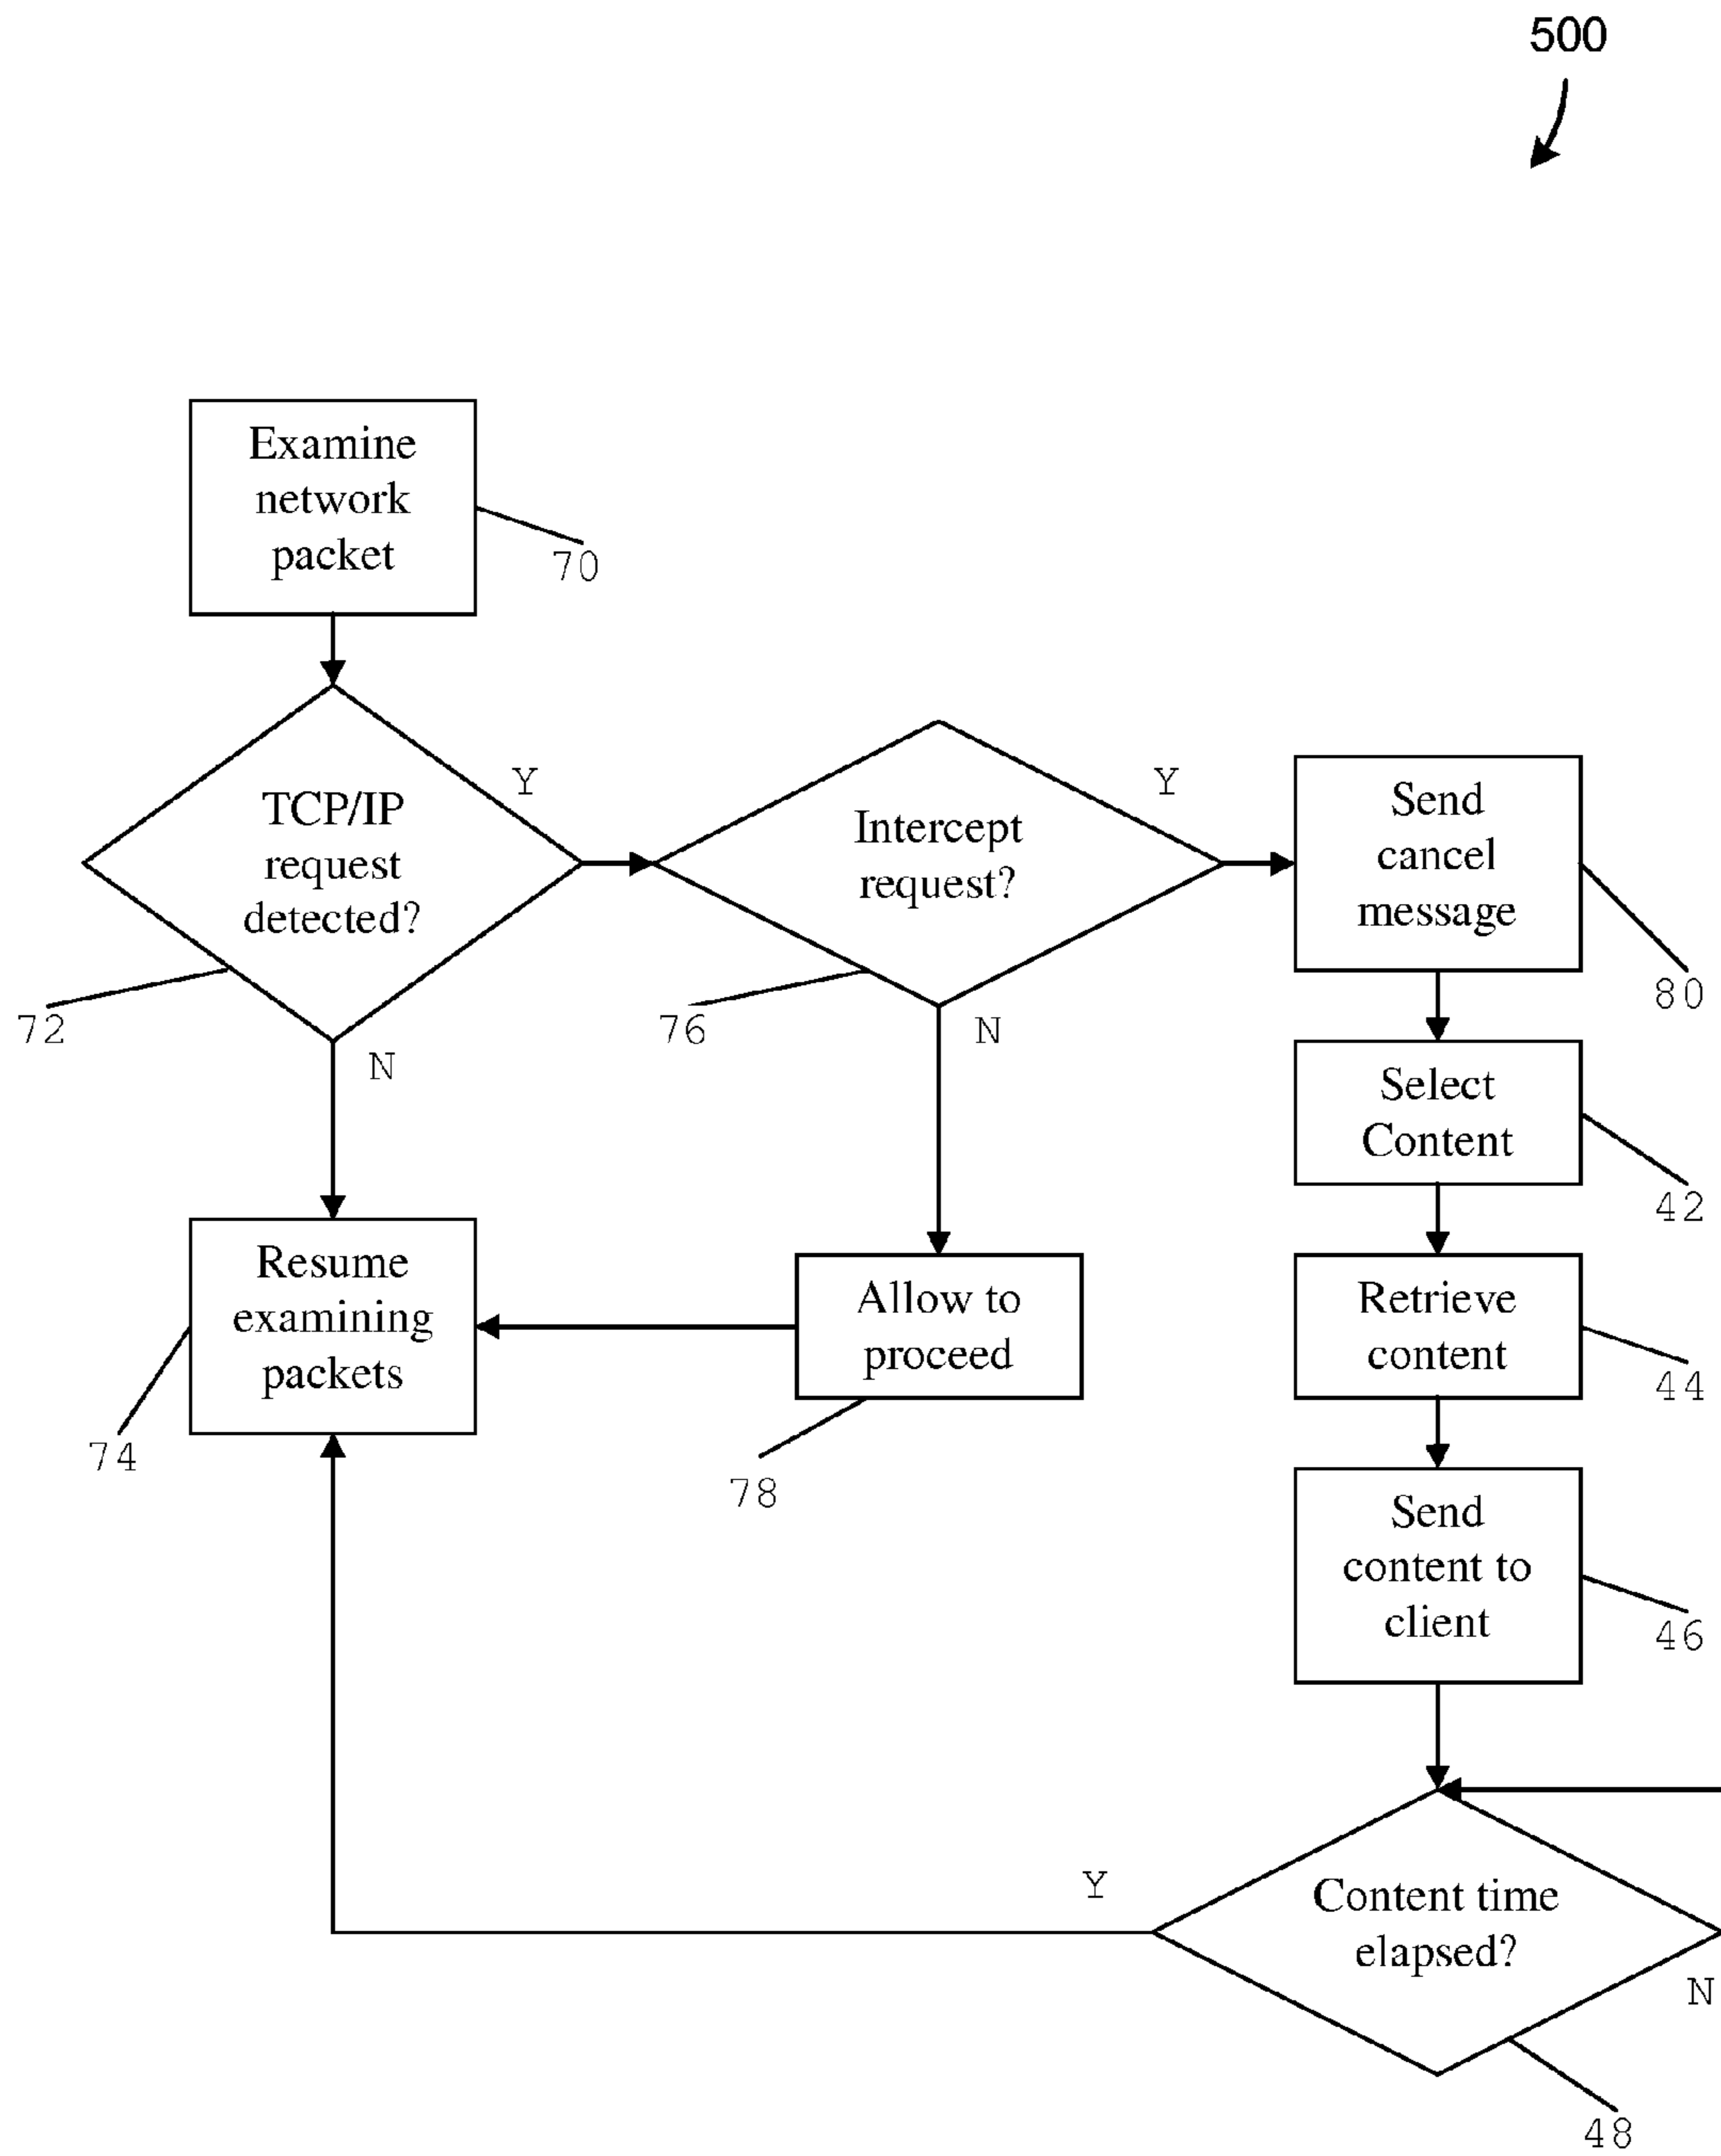 500
Examine
network
packet
70
TCP/IP
request
detected?
Y
72
N
Intercept
request?
Y
76
N
Send
cancel
message
80
Select
Content
42
Resume
examining
packets
74
Allow to
proceed
78
Retrieve
content
44
Send
content to
client
46
Content time
elapsed?
Y
N
48